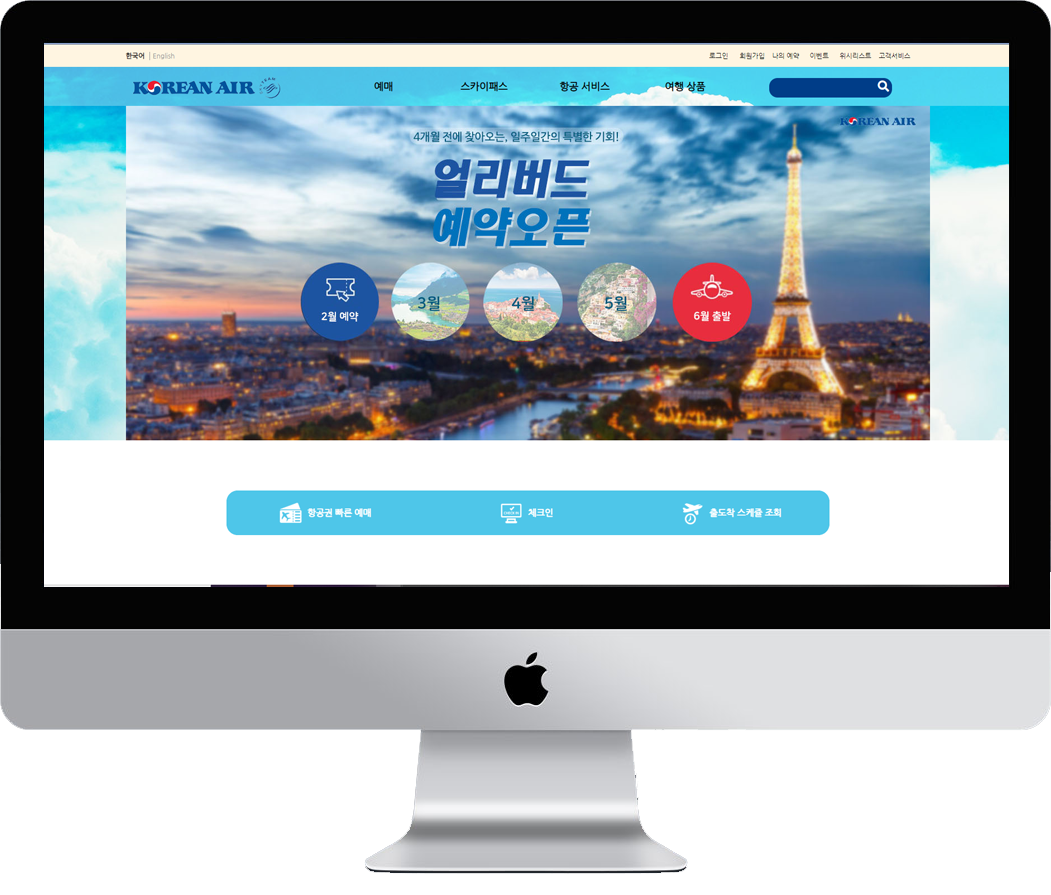 한국어 | English
로그인 회원가입 나의 예약 이벤트 위시리스트 고객서비스
KOREAN AIR
예매 스카이패스 항공 서비스 여행 상품
KOREAN AIR
4개월 전에 찾아오는, 일주일간의 특별한 기회!
얼리버드
예약오픈
2월 예약
3월
4월
5월
6월 출발
항공권 빠른 예매
체크인
출도착 스케쥴 조회